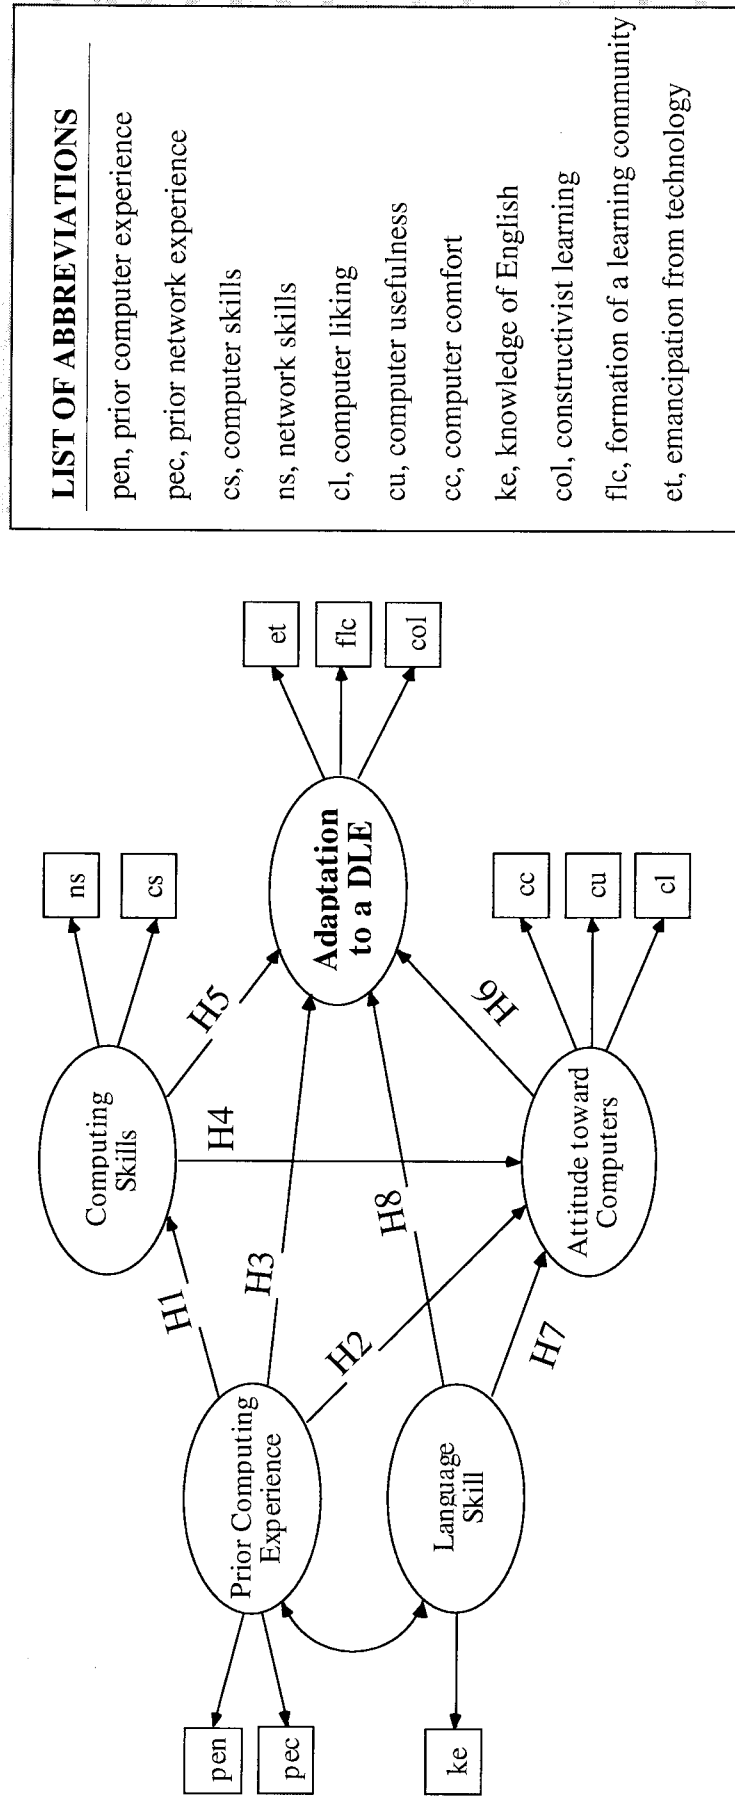 pen
pec
ke
Prior Computing
Experience
Language
Skill
H1
H3
H2
H8
H7
Computing
Skills
H4
H5
H6
Attitude toward
Computers
ns
cs
Adaptation
to a DLE
cc
cu
cl
et
flc
col
LIST OF ABBREVIATIONS
pen, prior computer experience
pec, prior network experience
cs, computer skills
ns, network skills
cl, computer liking
cu, computer usefulness
cc, computer comfort
ke, knowledge of English
col, constructivist learning
flc, formation of a learning community
et, emancipation from technology